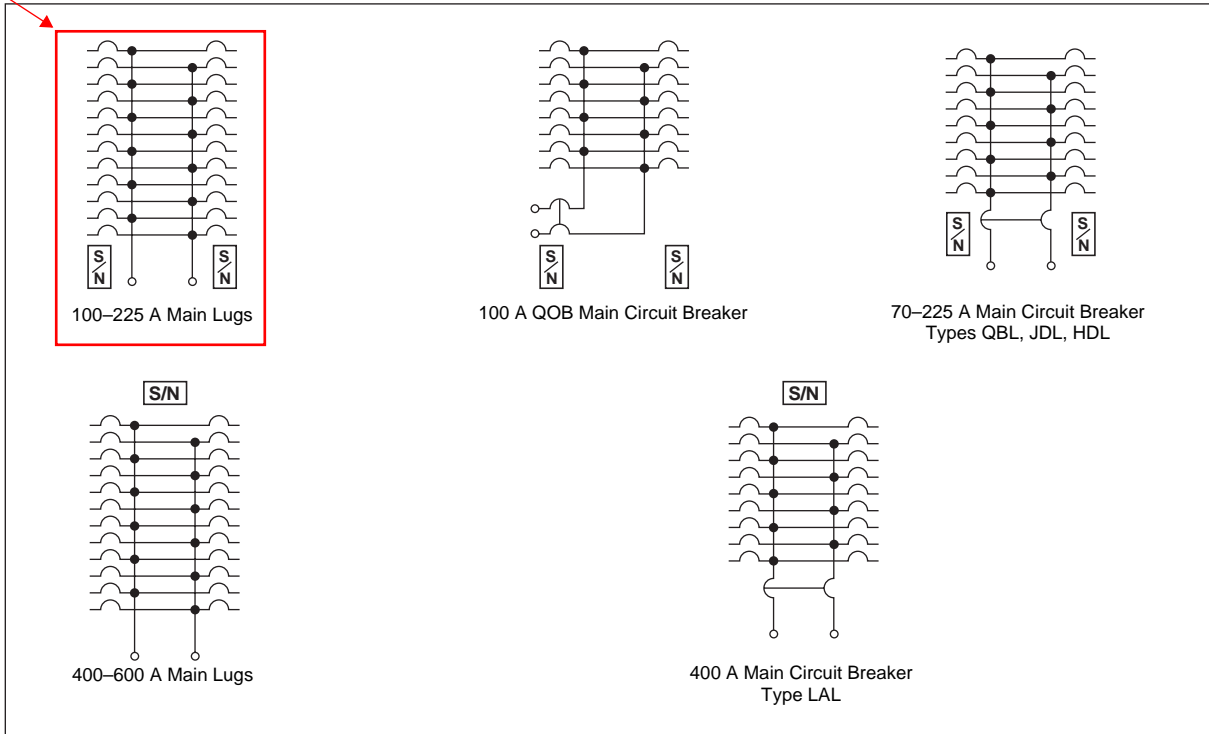 S/N S/N
100–225 A Main Lugs
S/N S/N
100 A QOB Main Circuit Breaker
S/N S/N
70–225 A Main Circuit Breaker
Types QBL, JDL, HDL
S/N
400–600 A Main Lugs
S/N
400 A Main Circuit Breaker
Type LAL